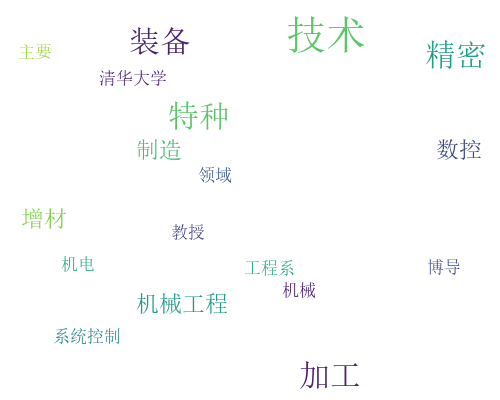 技术
装备
主要
精密
清华大学
特种
制造
数控
领域
增材
教授
机电
工程系
博导
机械
机械工程
系统控制
加工